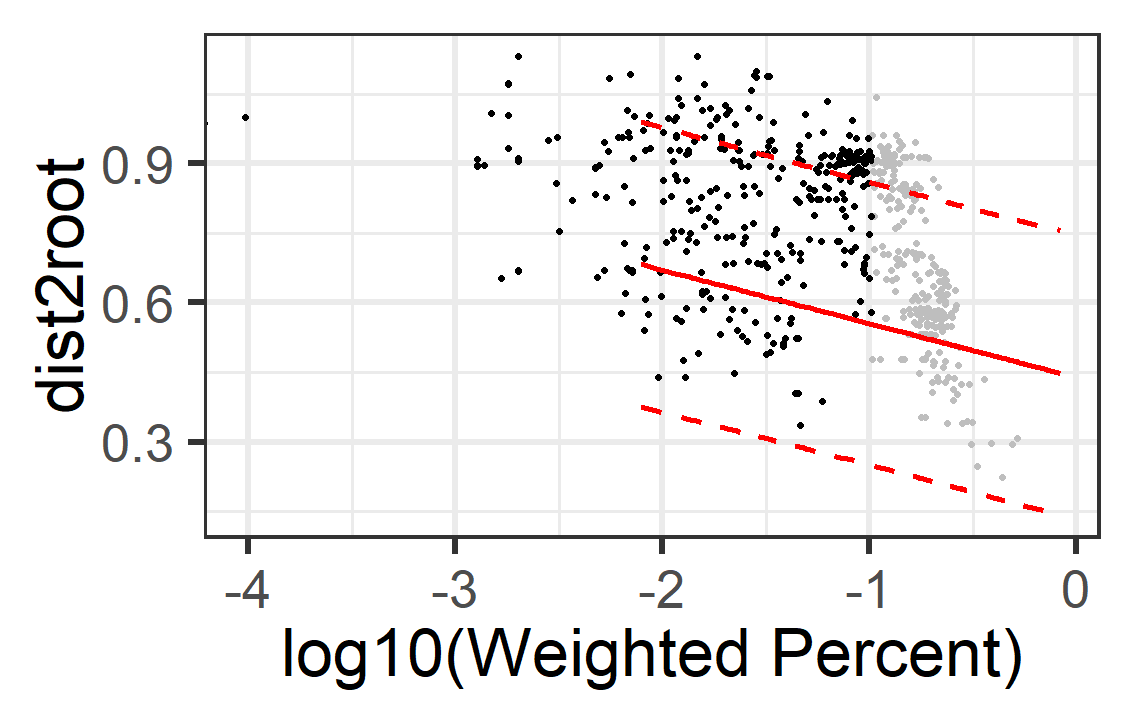 dist2root
0.9
0.6
0.3
-4 -3 -2 -1 0
log10(Weighted Percent)